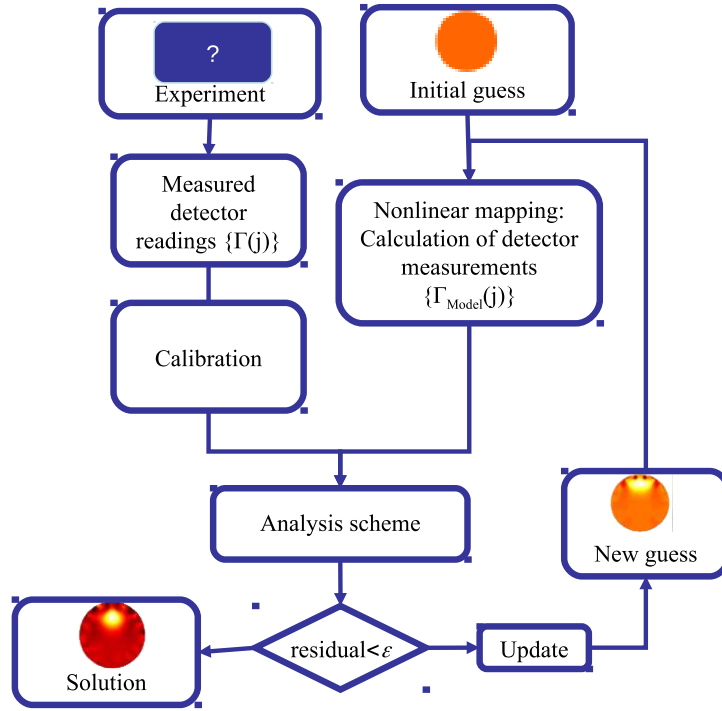 ?
Experiment
Initial guess
Measured
detector
readings {Γ(j)}
Nonlinear mapping:
Calculation of detector
measurements
{ΓModel(j)}
Calibration
Analysis scheme
New guess
residual<ε
Update
Solution